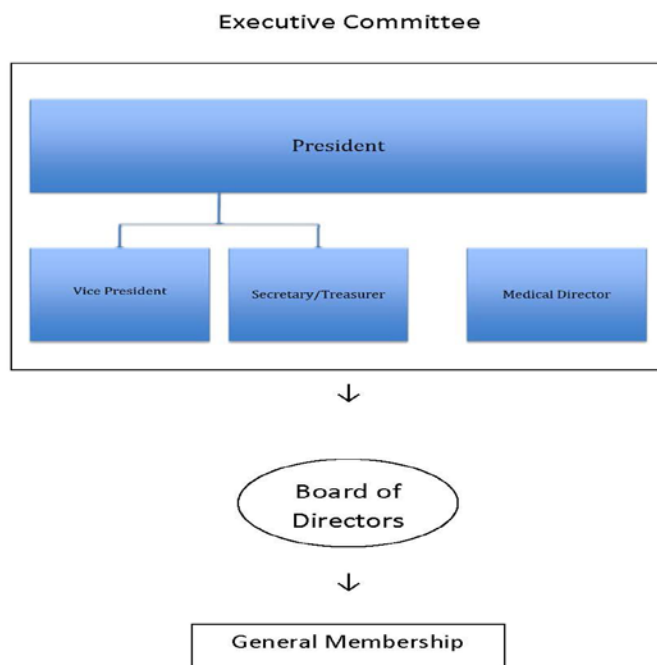 Executive Committee
President
Vice President
Secretary/Treasurer
Medical Director
Board of
Directors
General Membership